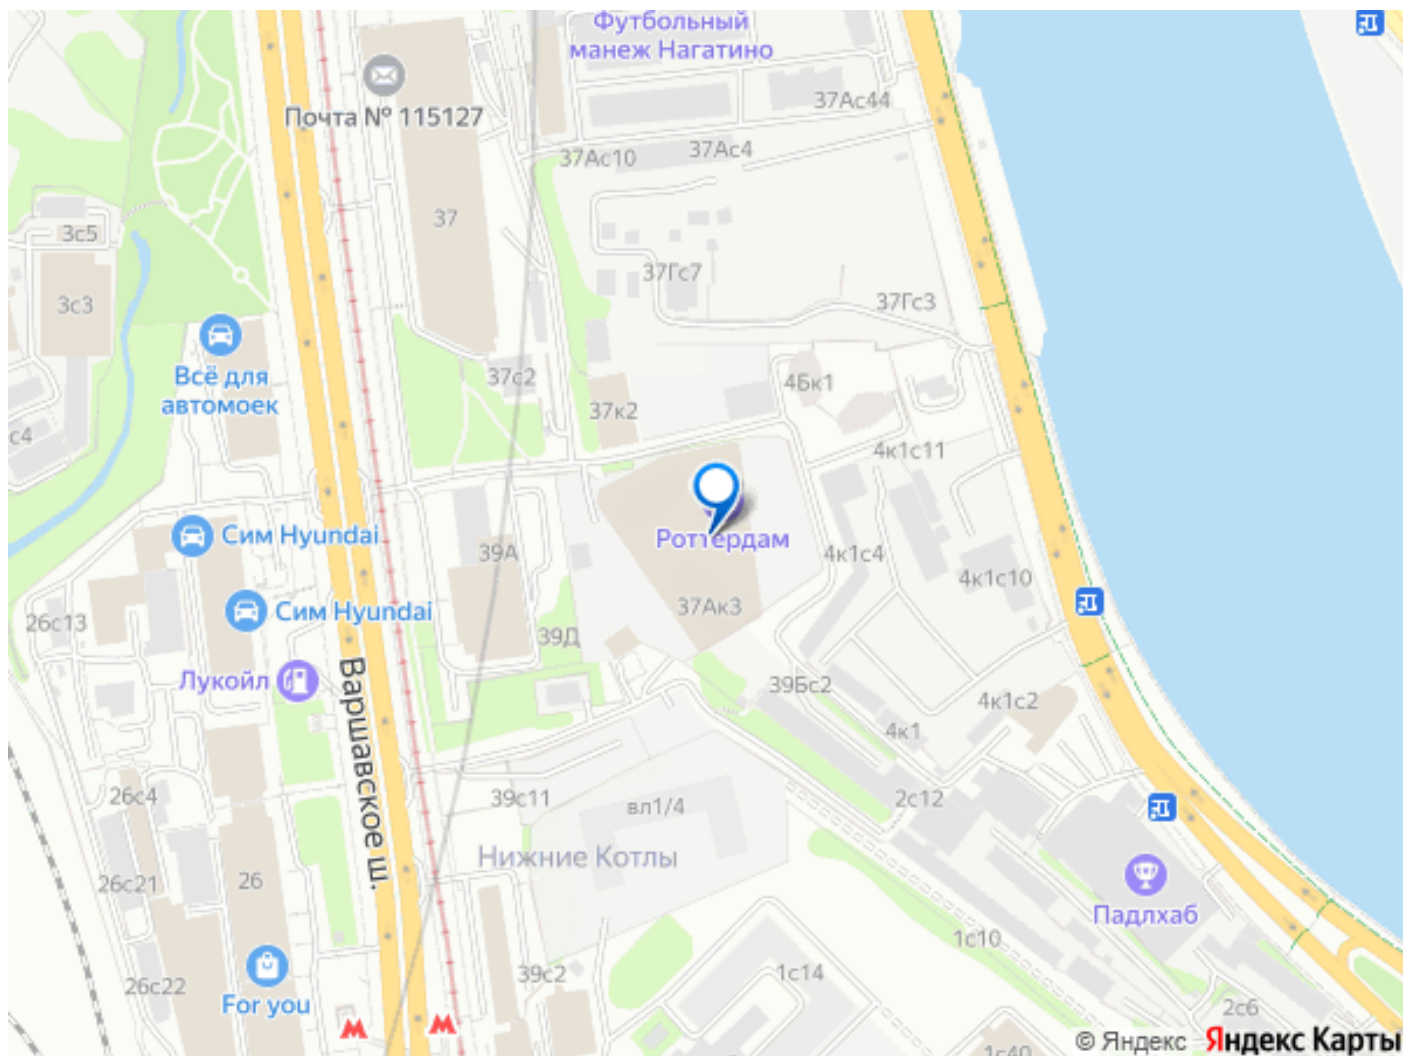 Футбольный
манеж Нагатино
Почта № 115127
37Ас44
37Ас10
37Ас4
37
3с5
3с3
37Гс7
37Гс3
Всё для
автомоек
37с2
4Бк1
37к2
с4
4к1с11
Сим Hyundai
Роттердам
39А
4к1с4
4к1с10
26с13
Сим Hyundai
37Ак3
39Д
Лукойл
Варшавское ш.
39Бс2
4к1с2
4к1
26с4
39с11
вл1/4
2с12
Нижние Котлы
26с21
26
Падлхаб
1с10
39с2
1с14
26с22
For you
2с6
1с40
© Яндекс Яндекс Карты